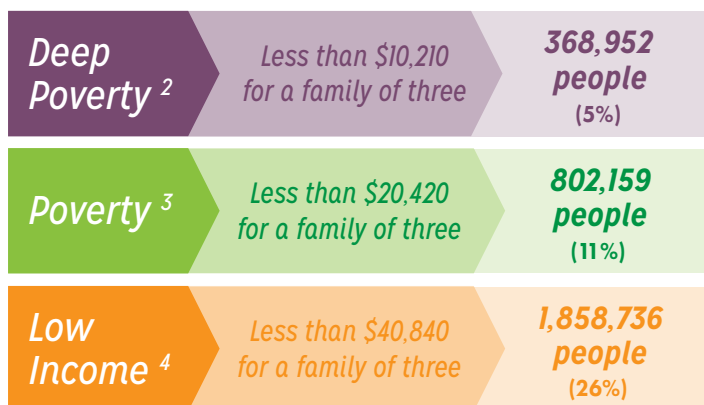 Deep
Poverty ²
Less than $10,210
for a family of three
368,952
people
(5%)
Poverty ³
Less than $20,420
for a family of three
802,159
people
(11%)
Low
Income ⁴
Less than $40,840
for a family of three
1,858,736
people
(26%)